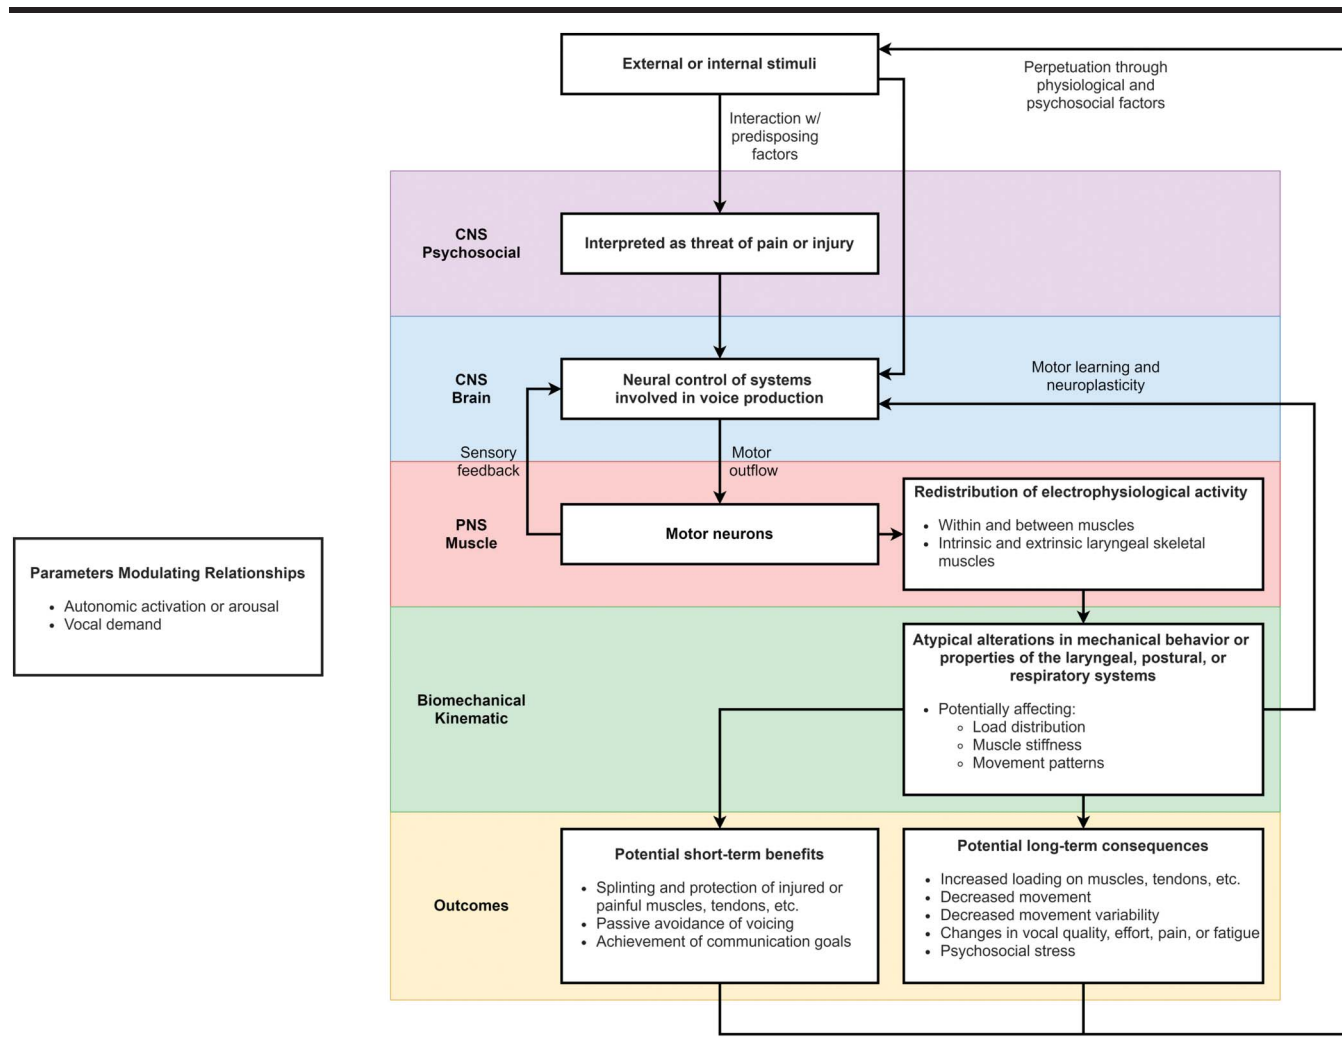 External or internal stimuli
Perpetuation through
physiological and
psychosocial factors
Interaction w/
predisposing
factors
CNS
Psychosocial
Interpreted as threat of pain or injury
CNS
Brain
Neural control of systems
involved in voice production
Motor learning and
neuroplasticity
Sensory
feedback
Motor
outflow
PNS
Muscle
Motor neurons
Redistribution of electrophysiological activity
• Within and between muscles
• Intrinsic and extrinsic laryngeal skeletal
muscles
Parameters Modulating Relationships
• Autonomic activation or arousal
• Vocal demand
Biomechanical
Kinematic
Atypical alterations in mechanical behavior or
properties of the laryngeal, postural, or
respiratory systems
• Potentially affecting:
◦ Load distribution
◦ Muscle stiffness
◦ Movement patterns
Outcomes
Potential short-term benefits
• Splinting and protection of injured or
painful muscles, tendons, etc.
• Passive avoidance of voicing
• Achievement of communication goals
Potential long-term consequences
• Increased loading on muscles, tendons, etc.
• Decreased movement
• Decreased movement variability
• Changes in vocal quality, effort, pain, or fatigue
• Psychosocial stress